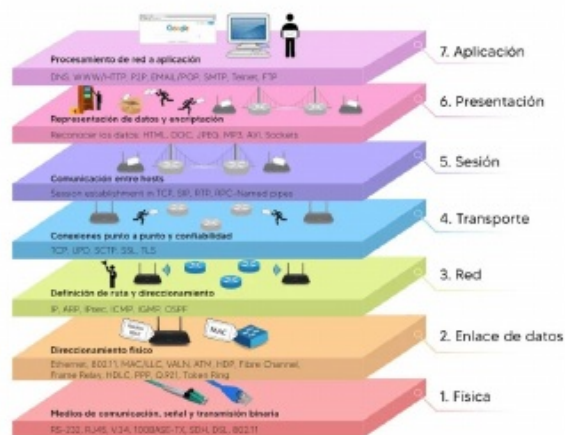 Google
Procesamiento de red a aplicación
DNS, WWW/HTTP, P2P, EMAIL/POP, SMTP, Telnet, FTP
7. Aplicación
Representación de datos y encriptación
Reconocer los datos: HTML, DOC, JPEG, MP3, AVI, Sockets
6. Presentación
Comunicación entre hosts
Session establishment in TCP, SIP, RTP, RPC-Named pipes
5. Sesión
Conexiones punto a punto y confiabilidad
TCP, UPD, SCTP, SSL, TLS
4. Transporte
Definición de ruta y direccionamiento
IP, ARP, IPsec, ICMP, IGMP, OSPF
3. Red
MAC
Direccionamiento físico
Ethernet, 802.11, MAC/LLC, VALN, ATM, HDP, Fibre Channel,
Frame Relay, HDLC, PPP, Q.921, Token Ring
2. Enlace de datos
Medios de comunicación, señal y transmisión binaria
RS-232, RJ45, V.34, 100BASE-TX, SDH, DSL, 802.11
1. Física